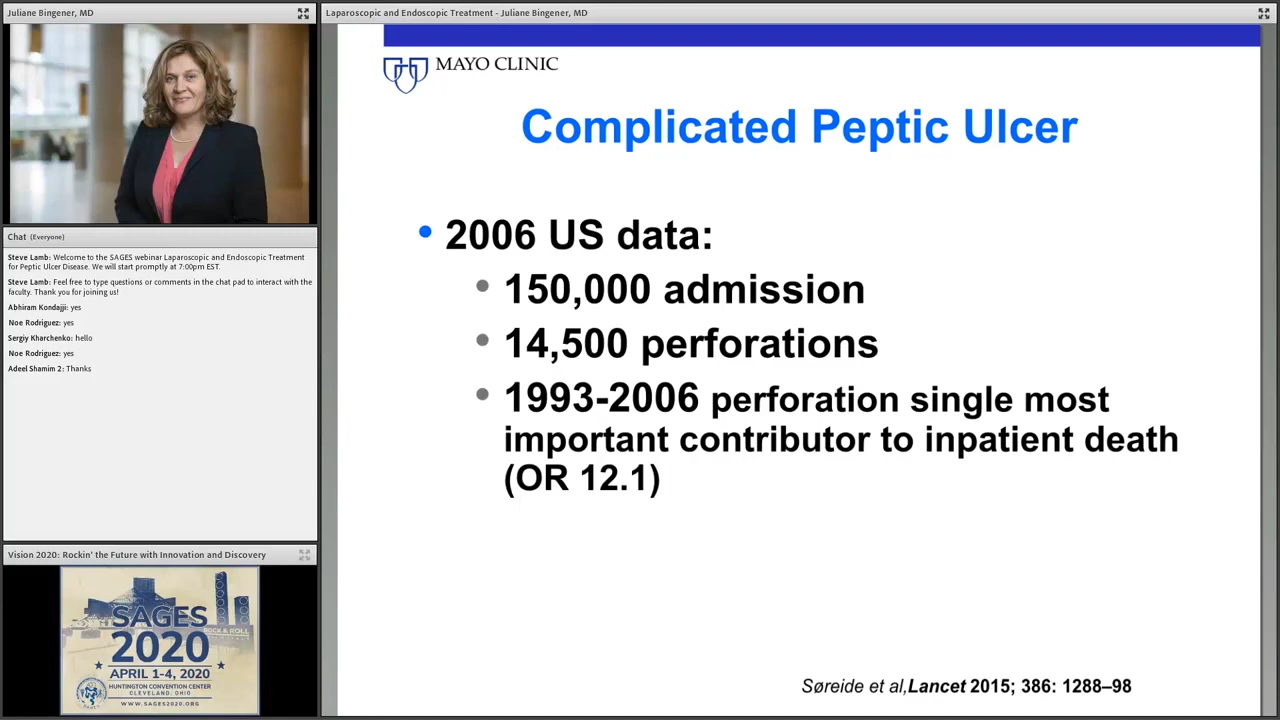 Juliane Bingener, MD
Laparoscopic and Endoscopic Treatment - Juliane Bingener, MD
MAYO CLINIC
Complicated Peptic Ulcer
• 2006 US data:
• 150,000 admission
• 14,500 perforations
• 1993-2006 perforation single most
important contributor to inpatient death
(OR 12.1)
Søreide et al,Lancet 2015; 386: 1288–98
Chat (Everyone)
Steve Lamb: Welcome to the SAGES webinar Laparoscopic and Endoscopic Treatment
for Peptic Ulcer Disease. We will start promptly at 7:00pm EST.
Steve Lamb: Feel free to type questions or comments in the chat pad to interact with the
faculty. Thank you for joining us!
Abhiram Kondajji: yes
Noe Rodriguez: yes
Sergiy Kharchenko: hello
Noe Rodriguez: yes
Adeel Shamim 2: Thanks
Vision 2020: Rockin' the Future with Innovation and Discovery
SAGES
ROCK & ROLL
2020
APRIL 1-4, 2020
HUNTINGTON CONVENTION CENTER
CLEVELAND, OHIO
WWW.SAGES2020.ORG